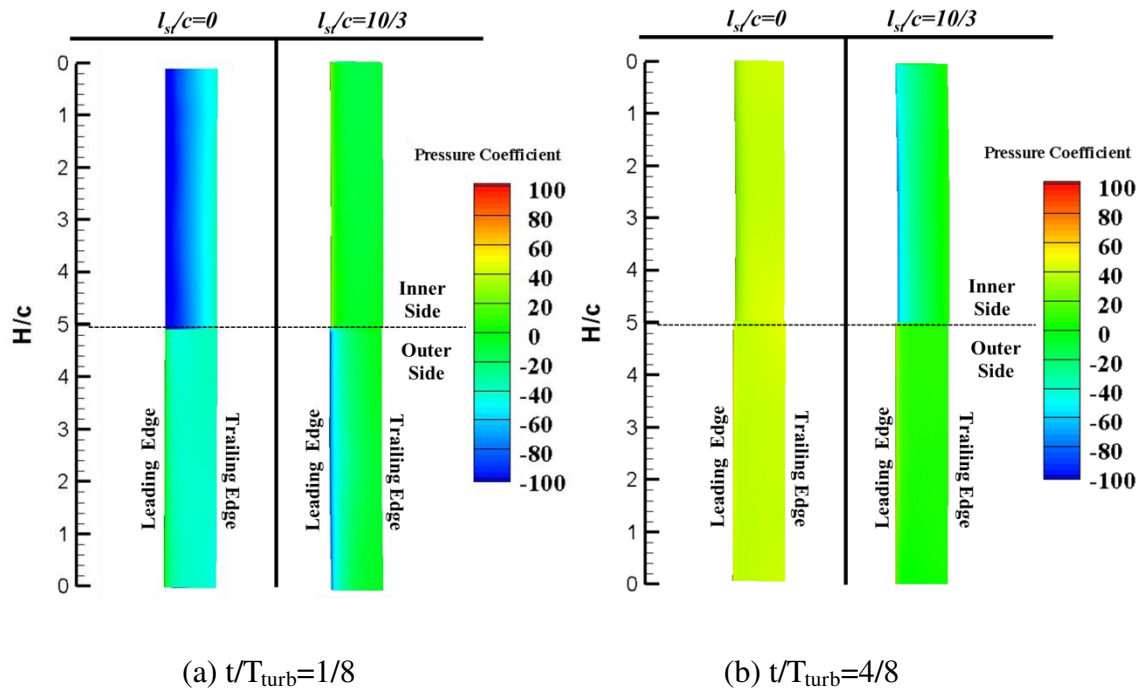 l_st/c=0 l_st/c=10/3
0
1
2
3
4
5
4
3
2
1
0
H/c
Inner
Side
Outer
Side
Leading Edge
Trailing Edge
Leading Edge
Trailing Edge
Pressure Coefficient
100
80
60
40
20
0
-20
-40
-60
-80
-100
(a) t/T_turb=1/8
l_st/c=0 l_st/c=10/3
0
1
2
3
4
5
4
3
2
1
0
H/c
Inner
Side
Outer
Side
Leading Edge
Trailing Edge
Leading Edge
Trailing Edge
Pressure Coefficient
100
80
60
40
20
0
-20
-40
-60
-80
-100
(b) t/T_turb=4/8